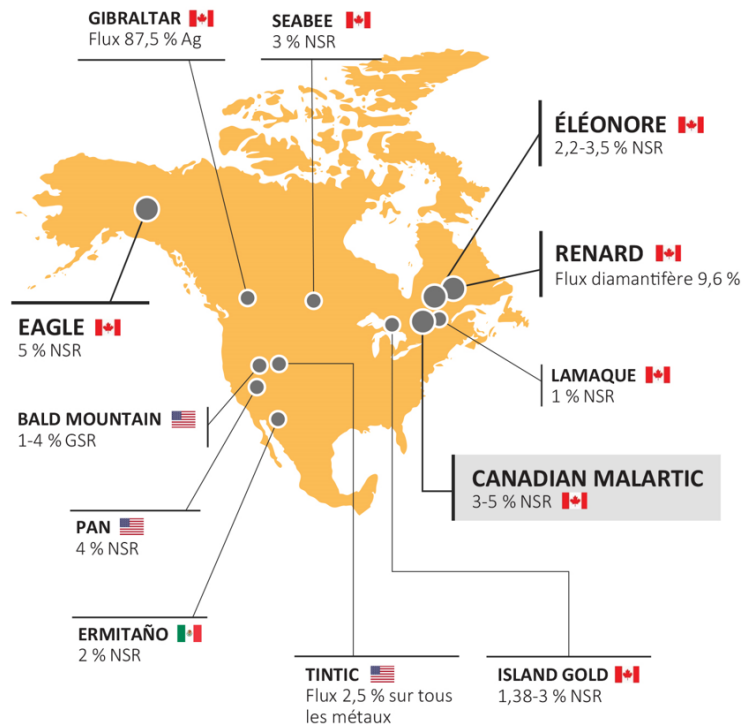 GIBRALTAR
Flux 87,5 % Ag
SEABEE
3 % NSR
ÉLÉONORE
2,2-3,5 % NSR
RENARD
Flux diamantifère 9,6 %
EAGLE
5 % NSR
LAMAQUE
1 % NSR
BALD MOUNTAIN
1-4 % GSR
CANADIAN MALARTIC
3-5 % NSR
PAN
4 % NSR
ERMITAÑO
2 % NSR
TINTIC
Flux 2,5 % sur tous
les métaux
ISLAND GOLD
1,38-3 % NSR